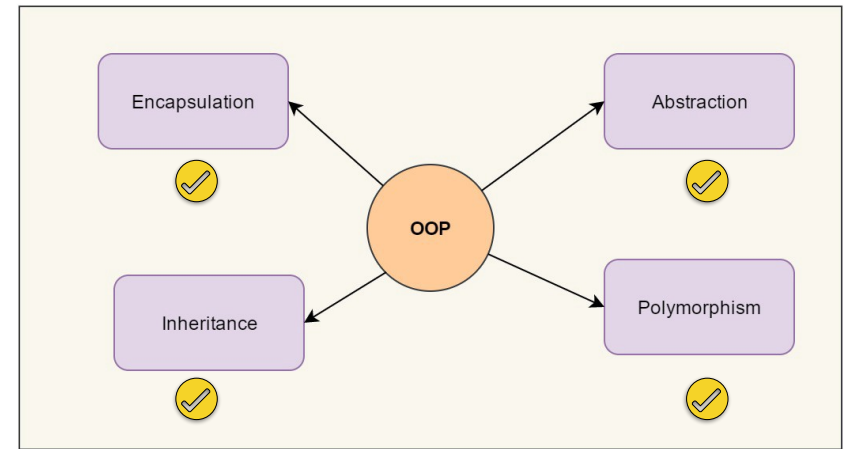 Encapsulation
Abstraction
OOP
Inheritance
Polymorphism